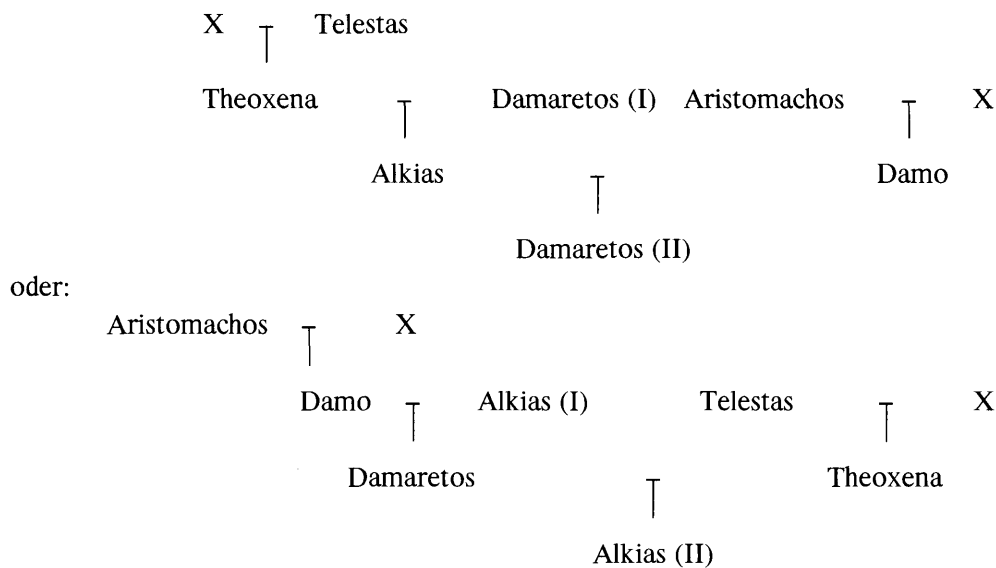 X Telestas
Theoxena Damaretos (I) Aristomachos X
Alkias Damo
Damaretos (II)
oder:
Aristomachos X
Damo Alkias (I) Telestas X
Damaretos Theoxena
Alkias (II)